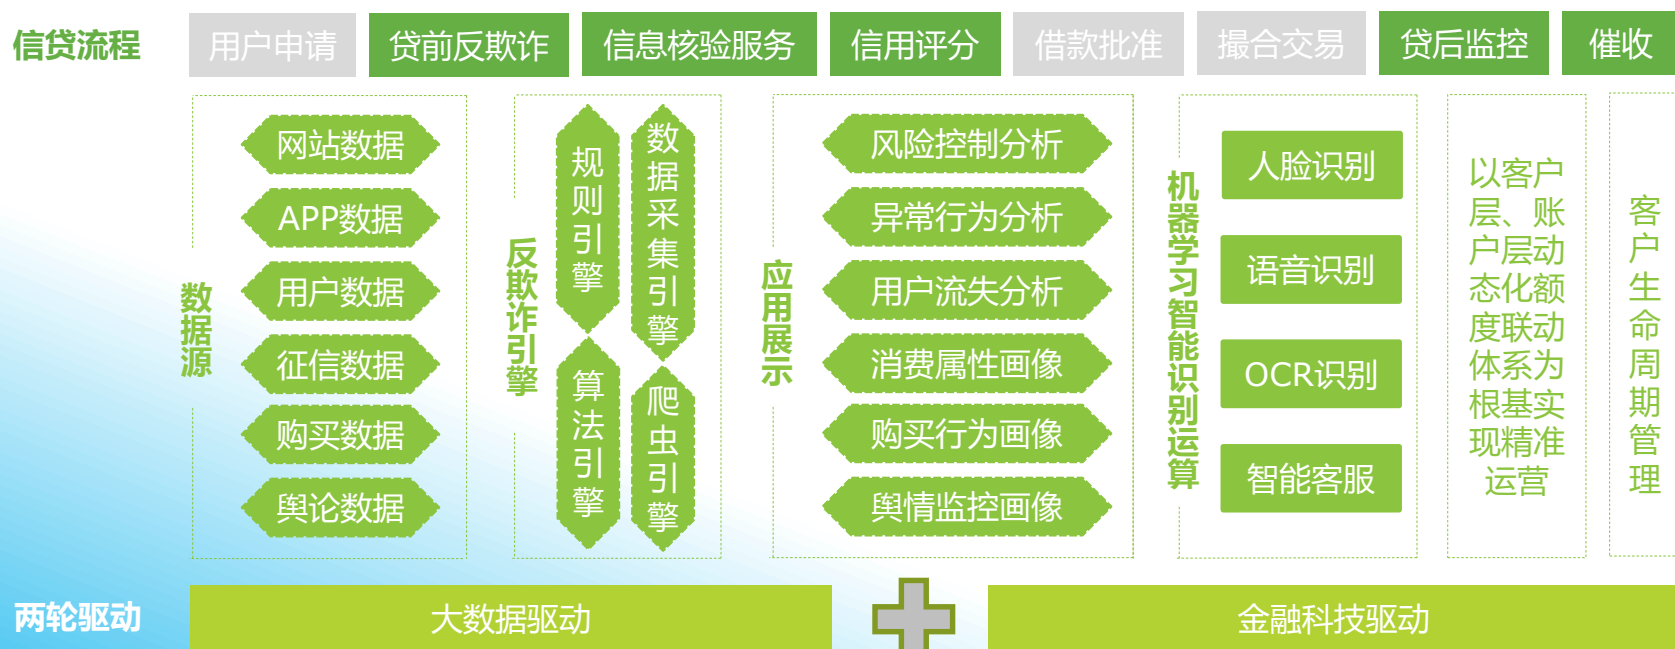 信贷流程
用户申请
贷前反欺诈
信息核验服务
信用评分
借款批准
撮合交易
贷后监控
催收
数据源
网站数据
APP数据
用户数据
征信数据
购买数据
舆论数据
反欺诈引擎
规则引擎
数据采集引擎
算法引擎
爬虫引擎
应用展示
风险控制分析
异常行为分析
用户流失分析
消费属性画像
购买行为画像
舆情监控画像
机器学习智能识别运算
人脸识别
语音识别
OCR识别
智能客服
以客户
层、账
户层动
态化额
度联动
体系为
根基实
现精准
运营
客户生命周期管理
两轮驱动
大数据驱动
金融科技驱动